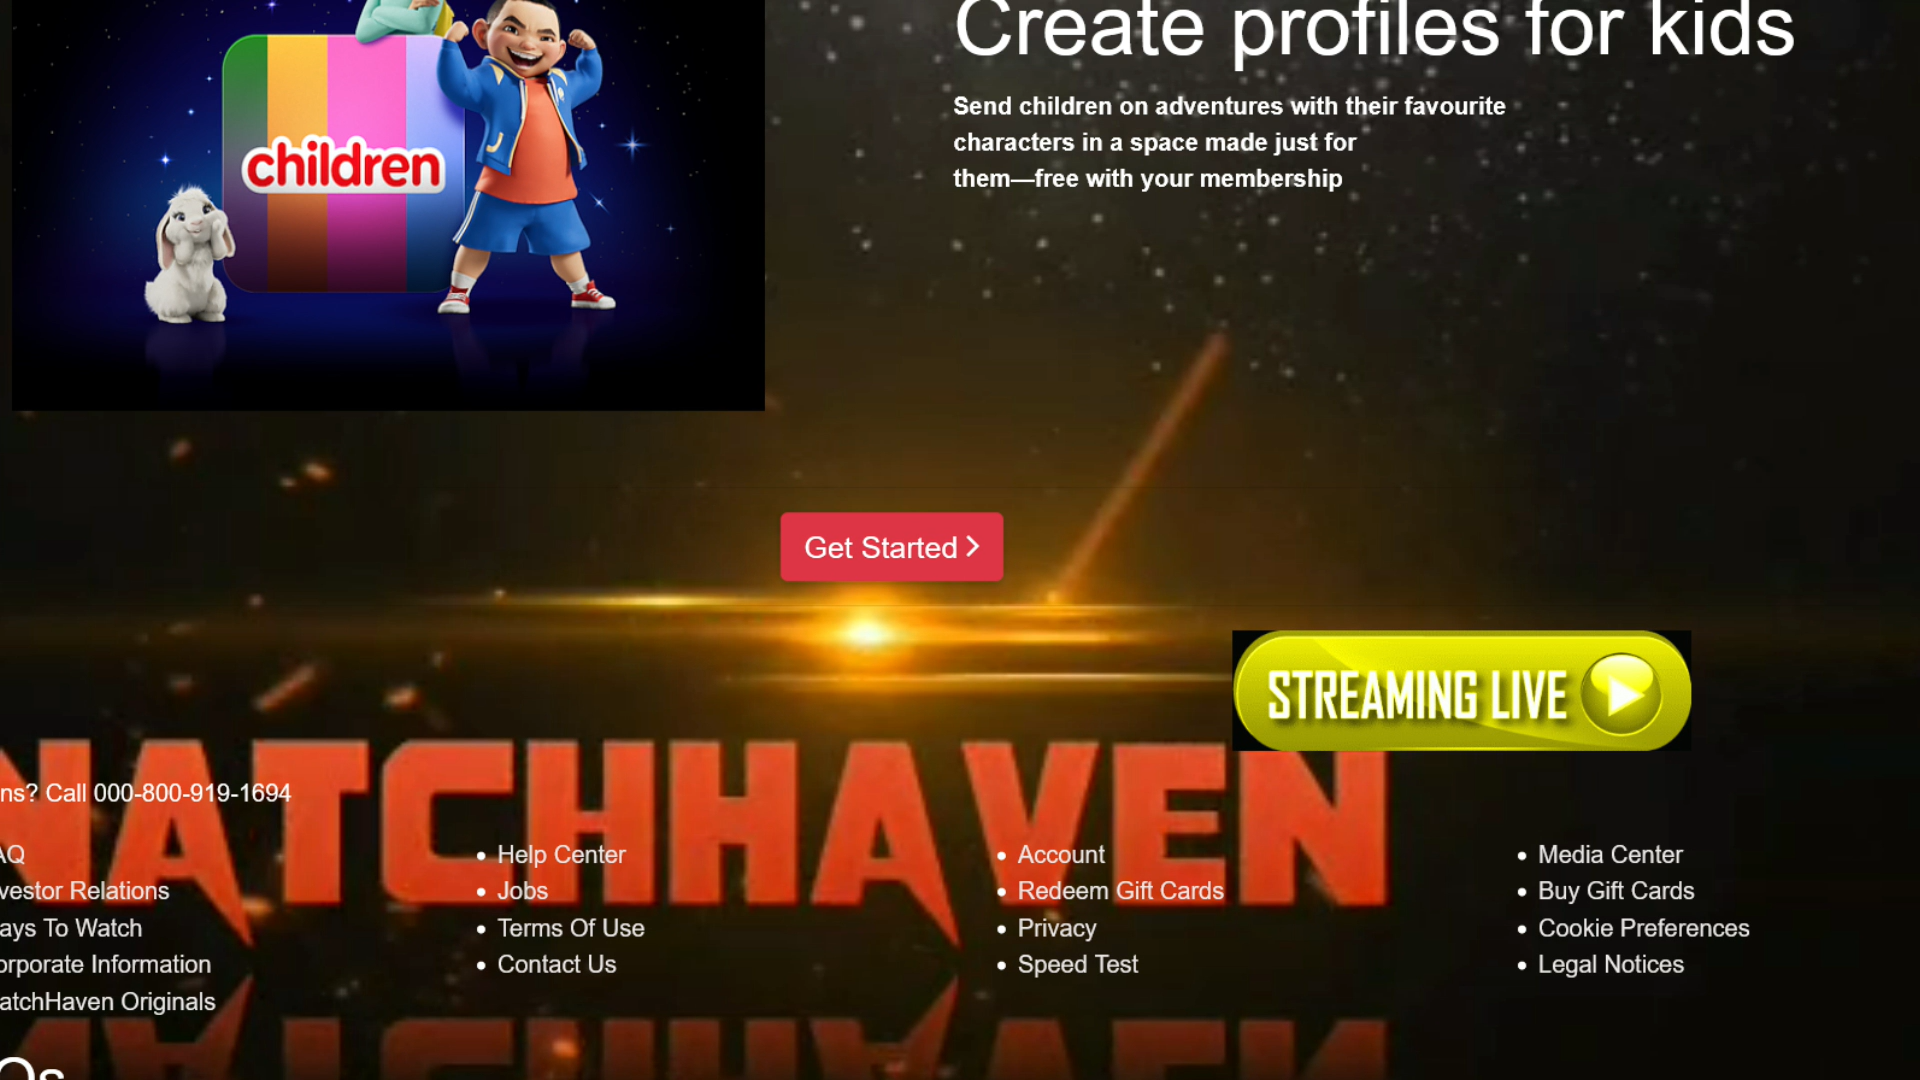 Create profiles for kids
Send children on adventures with their favourite
characters in a space made just for
them—free with your membership
children
Get Started
STREAMING LIVE
NATCHHAVEN
ns? Call 000-800-919-1694
AQ
vestor Relations
ays To Watch
orporate Information
atchHaven Originals
Help Center
Jobs
Terms Of Use
Contact Us
Account
Redeem Gift Cards
Privacy
Speed Test
Media Center
Buy Gift Cards
Cookie Preferences
Legal Notices
Qs